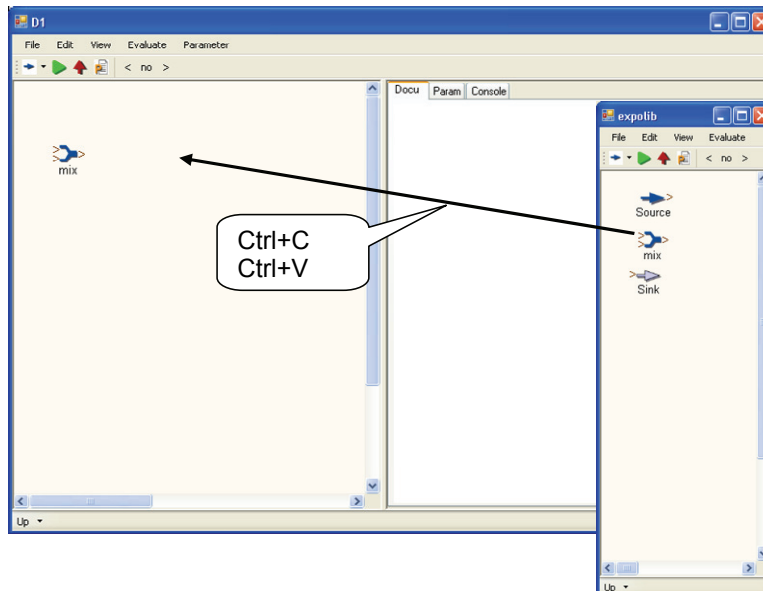 D1
File Edit View Evaluate Parameter
< no >
Docu Param Console
mix
Ctrl+C
Ctrl+V
Up
expolib
File Edit View Evaluate
< no >
Source
mix
Sink
Up